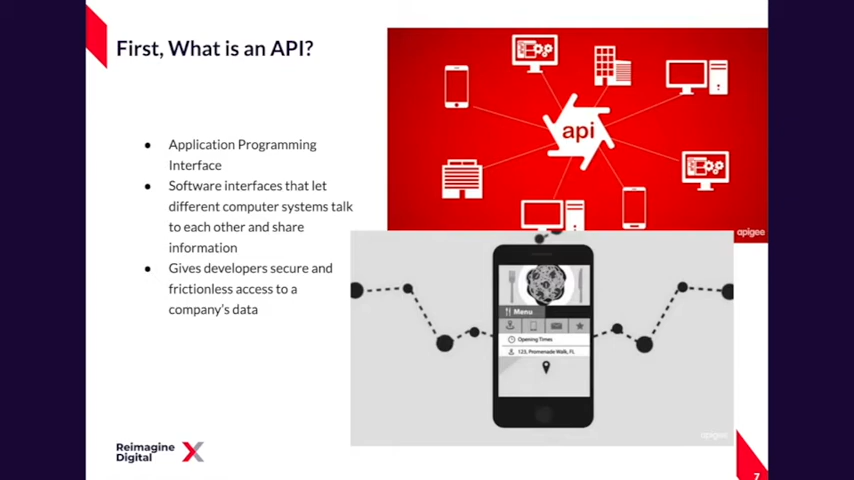 First, What is an API?
● Application Programming
Interface
● Software interfaces that let
different computer systems talk
to each other and share
information
● Gives developers secure and
frictionless access to a
company's data
api
apigee
Menu
Opening Times
123, Promenade Walk, FL
apigee
Reimagine
Digital
7